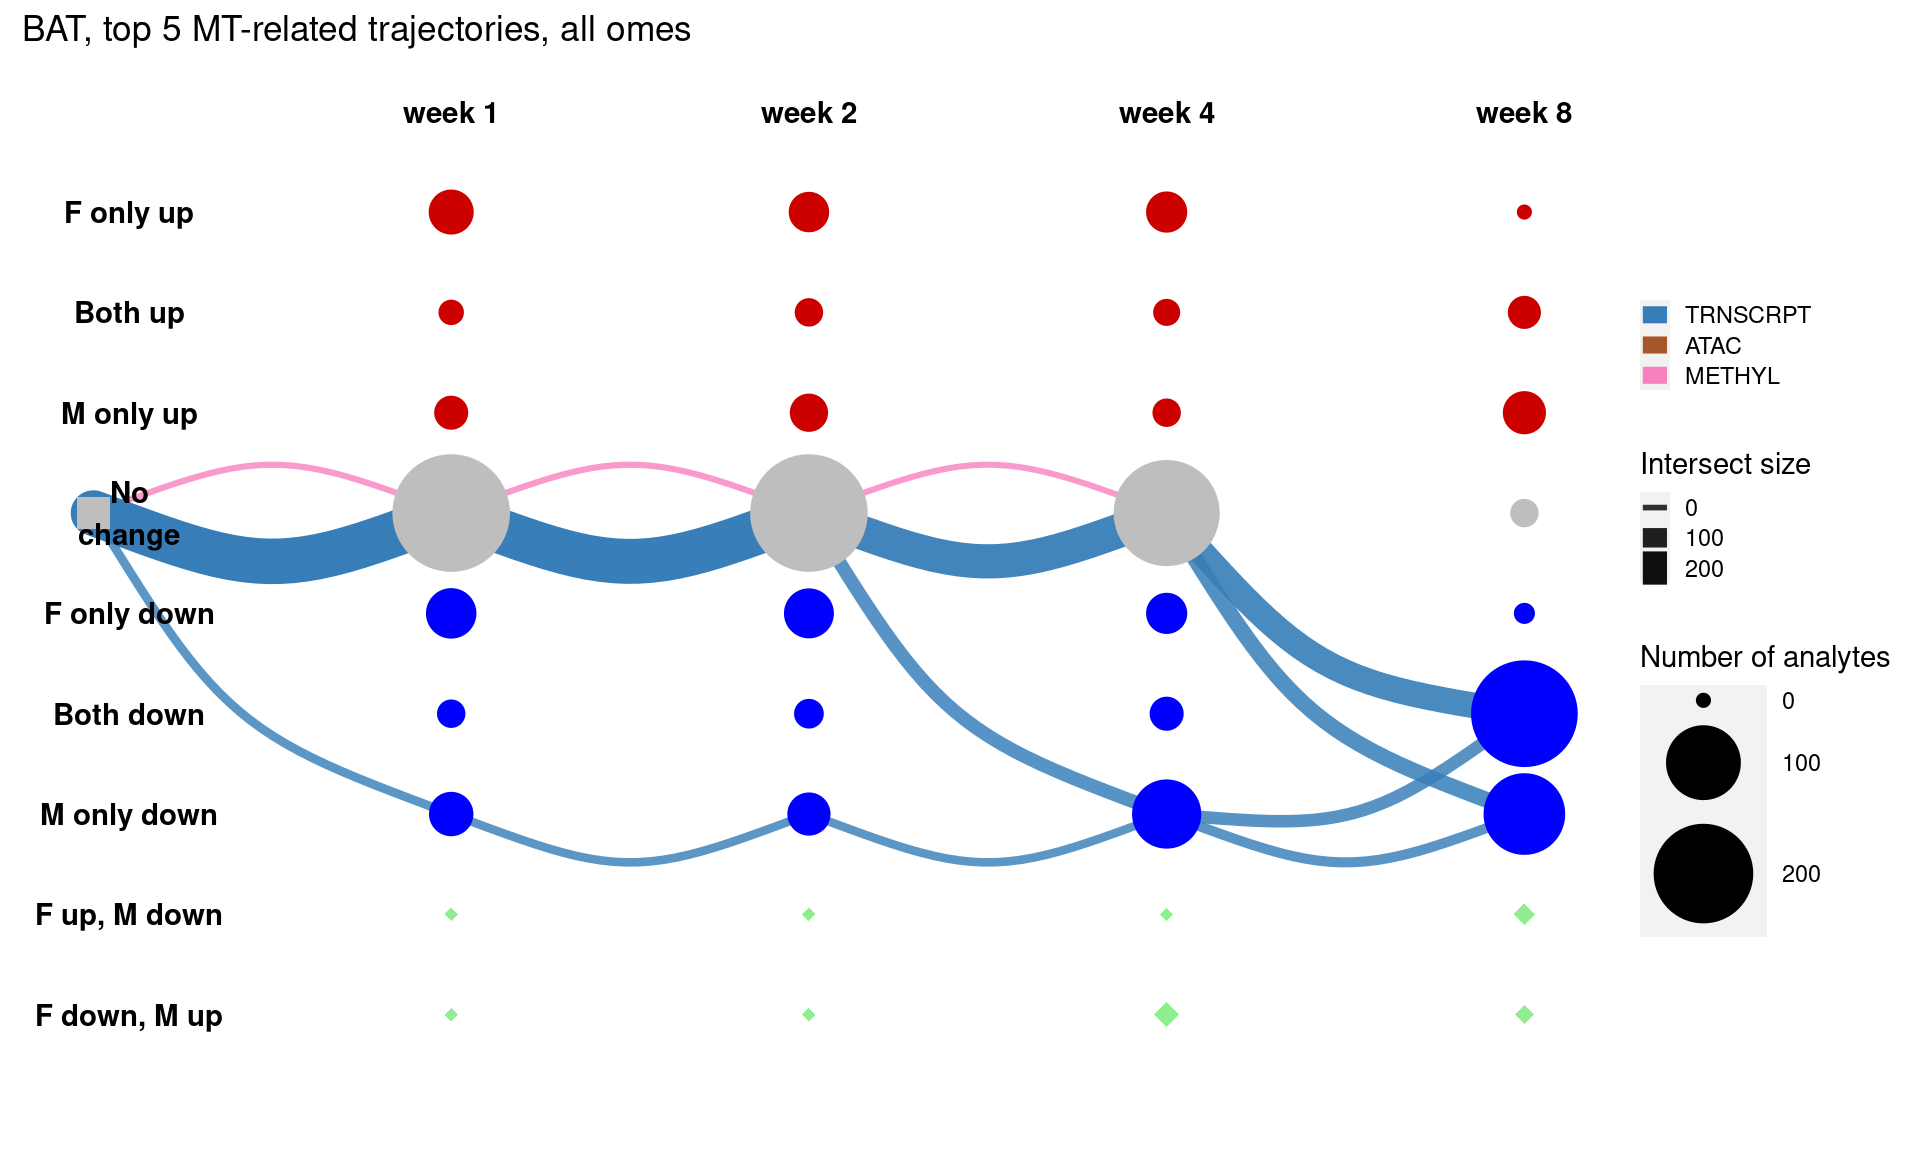 BAT, top 5 MT-related trajectories, all omes
week 1
week 2
week 4
week 8
F only up
Both up
M only up
No
change
F only down
Both down
M only down
F up, M down
F down, M up
TRNSCRPT
ATAC
METHYL
Intersect size
0
100
200
Number of analytes
0
100
200